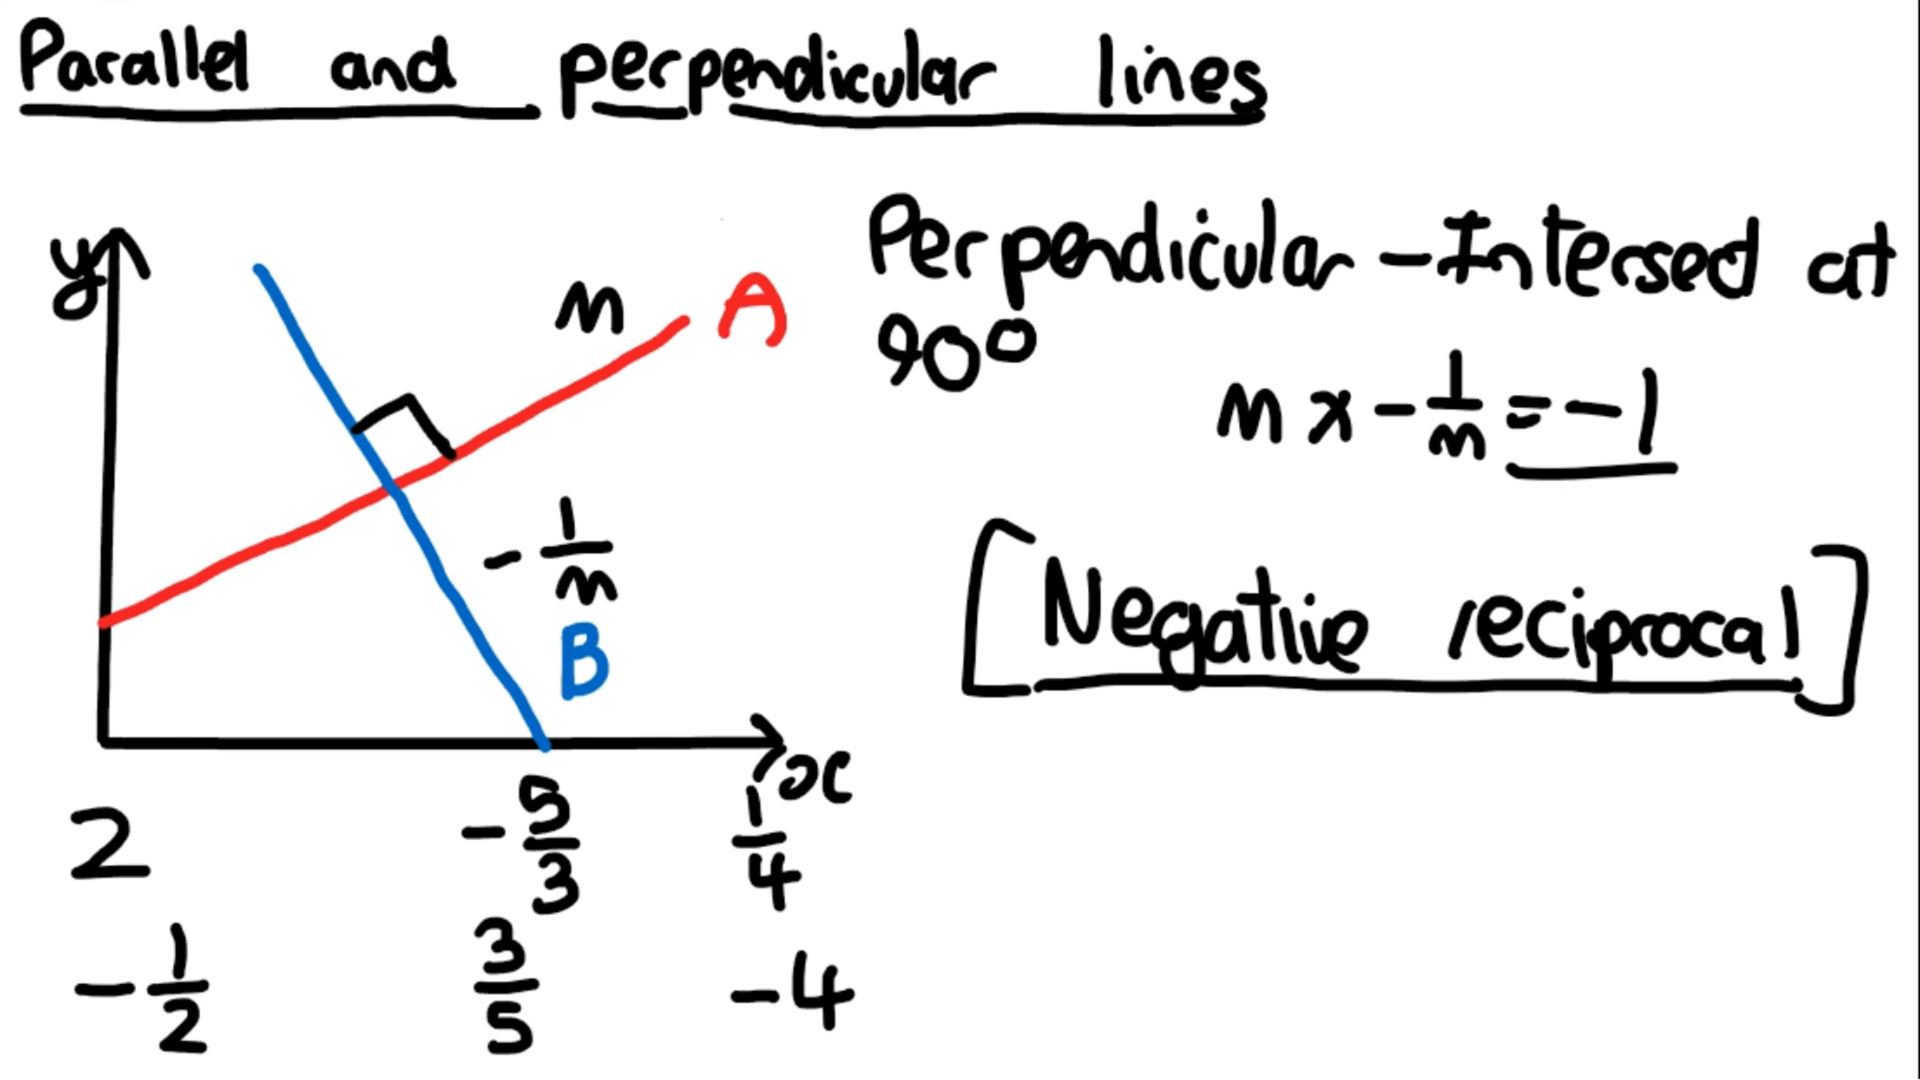 Parallel and perpendicular lines
y
m
A
Perpendicular - Intersed at
90°
m x - 1/m = -1
- 1/m
B
[Negative reciprocal]
x
2 - 5/3 1/4
- 1/2 3/5 -4